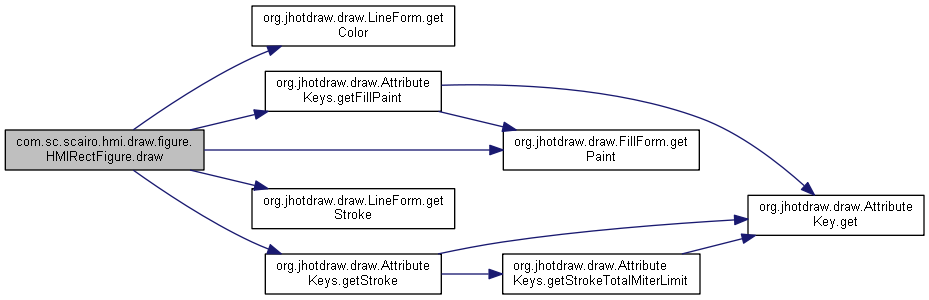 org.jhotdraw.draw.LineForm.get
Color
org.jhotdraw.draw.Attribute
Keys.getFillPaint
com.sc.scairo.hmi.draw.figure.
HMIRectFigure.draw
org.jhotdraw.draw.FillForm.get
Paint
org.jhotdraw.draw.LineForm.get
Stroke
org.jhotdraw.draw.Attribute
Key.get
org.jhotdraw.draw.Attribute
Keys.getStroke
org.jhotdraw.draw.Attribute
Keys.getStrokeTotalMiterLimit